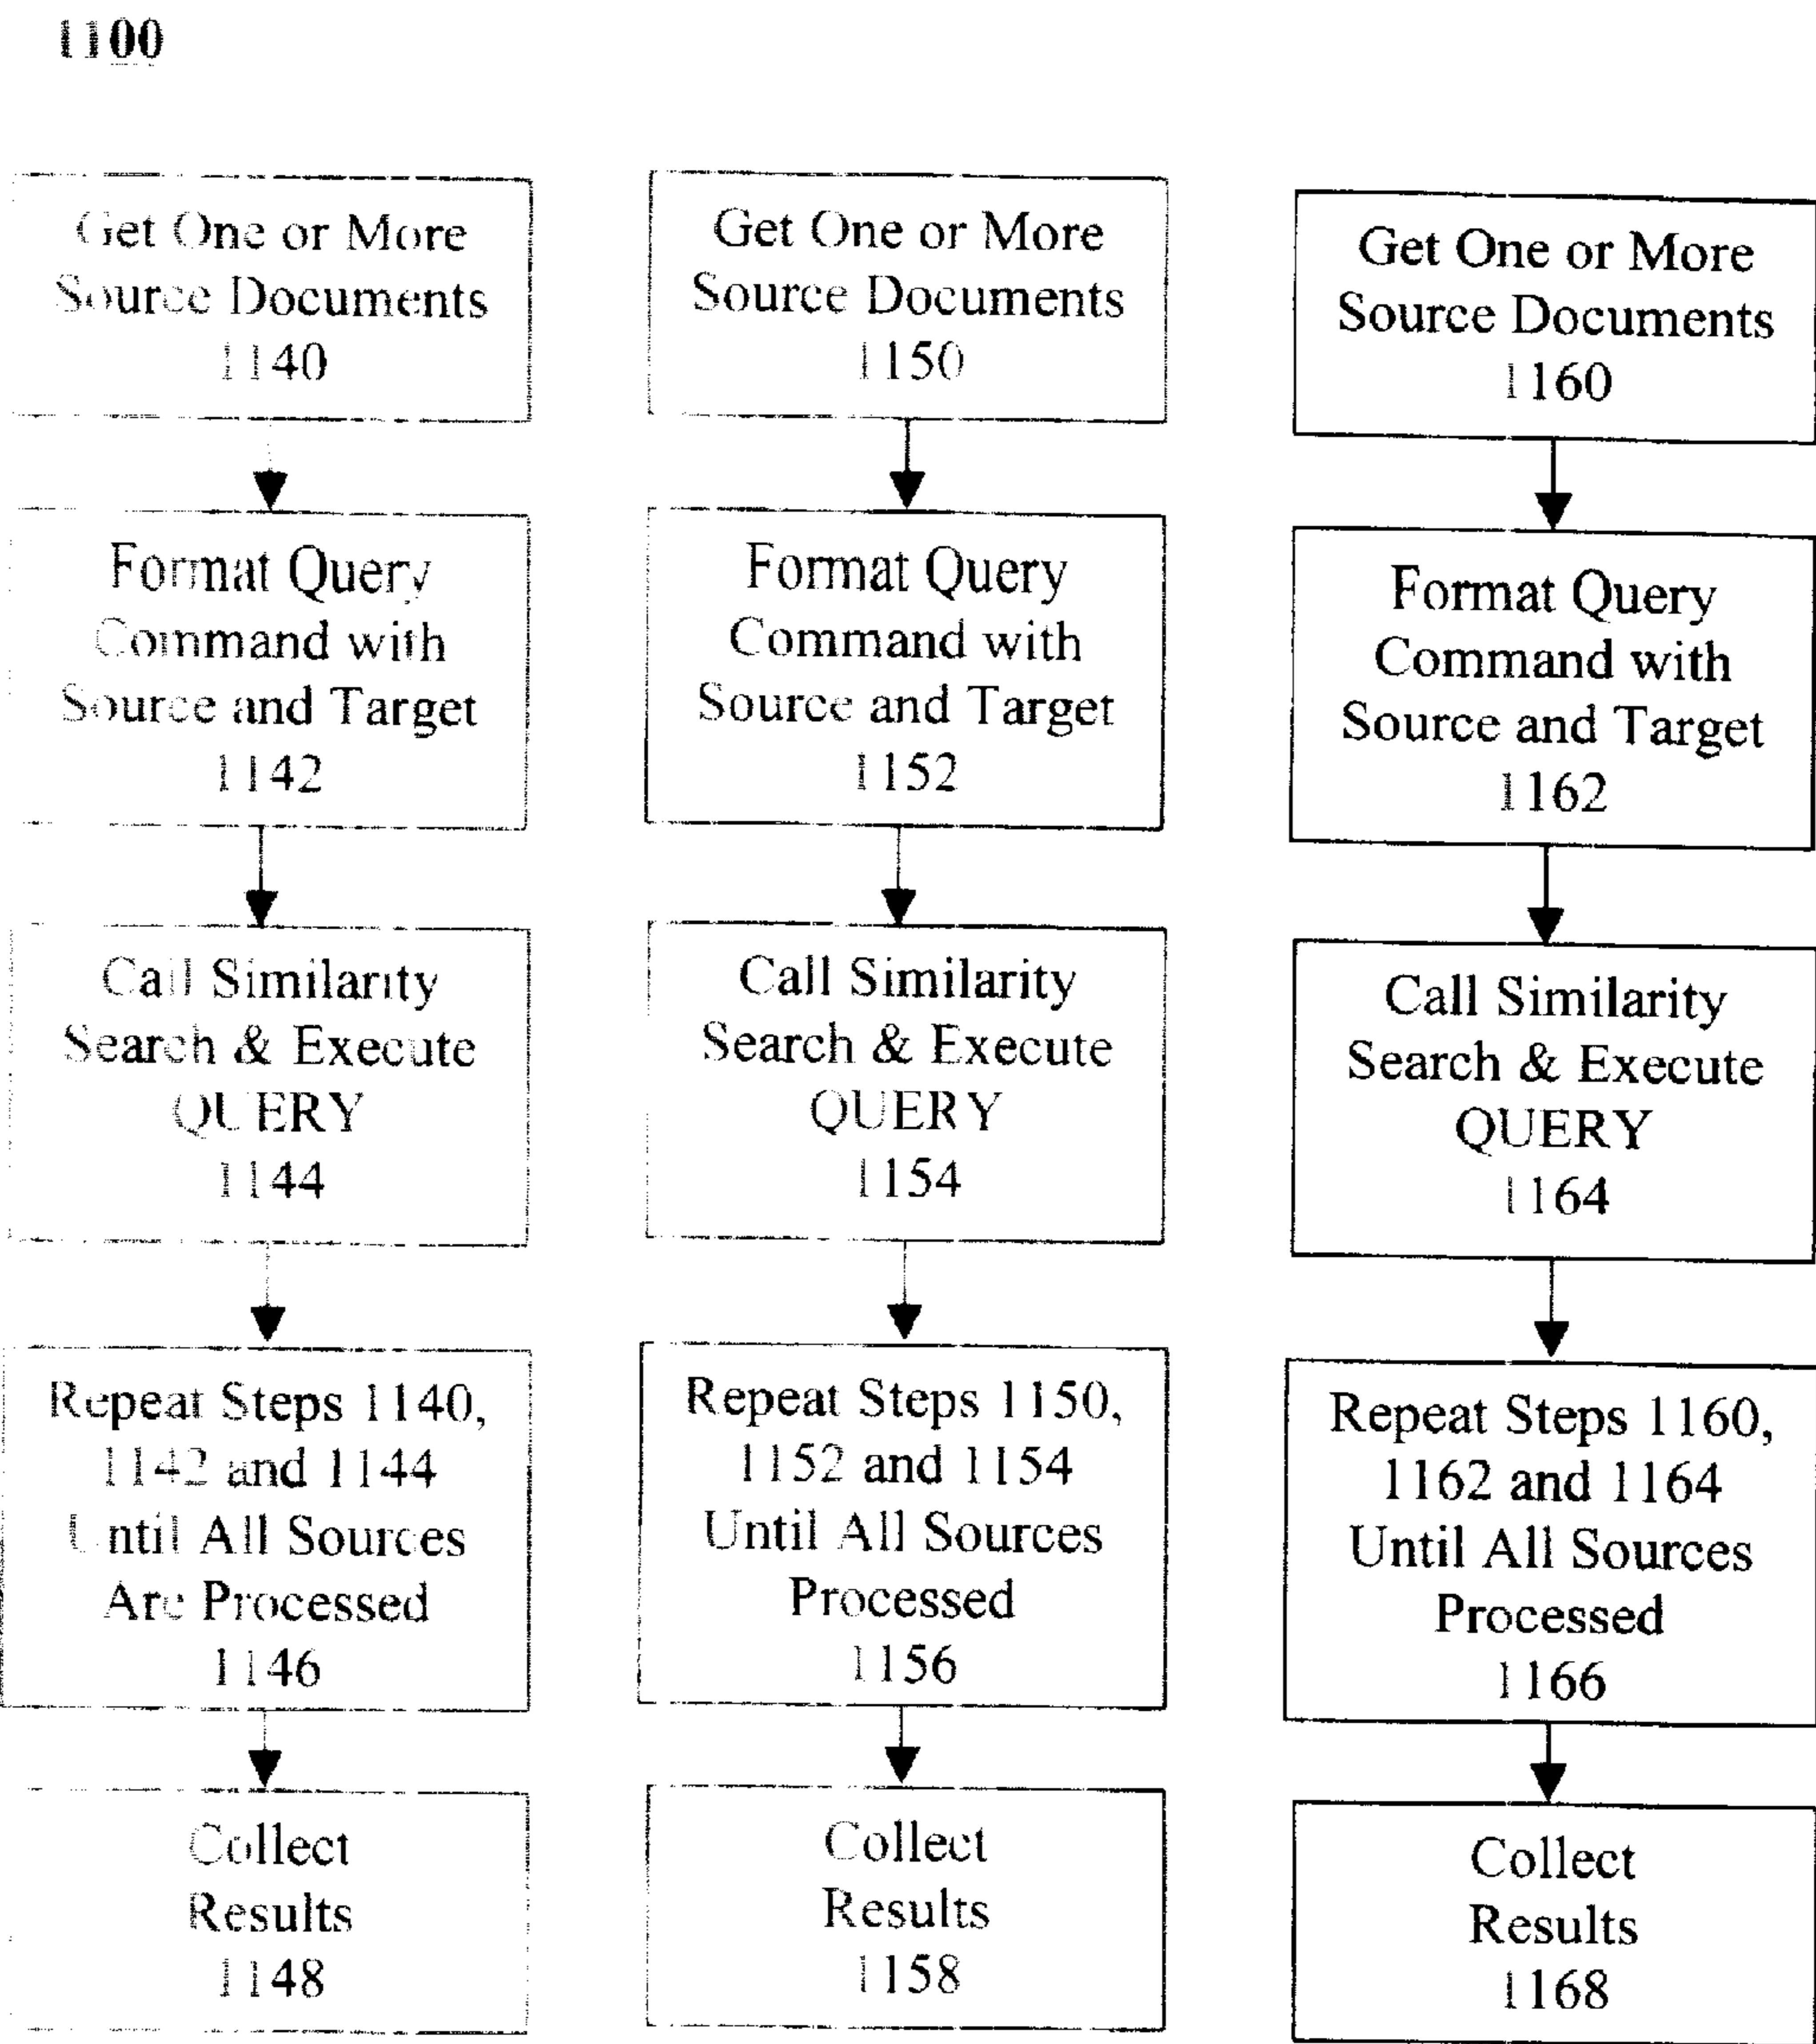 1100
Get One or More
Source Documents
1140
Format Query
Command with
Source and Target
1142
Call Similarity
Search & Execute
QUERY
1144
Repeat Steps 1140,
1142 and 1144
Until All Sources
Are Processed
1146
Collect
Results
1148
Get One or More
Source Documents
1150
Format Query
Command with
Source and Target
1152
Call Similarity
Search & Execute
QUERY
1154
Repeat Steps 1150,
1152 and 1154
Until All Sources
Processed
1156
Collect
Results
1158
Get One or More
Source Documents
1160
Format Query
Command with
Source and Target
1162
Call Similarity
Search & Execute
QUERY
1164
Repeat Steps 1160,
1162 and 1164
Until All Sources
Processed
1166
Collect
Results
1168